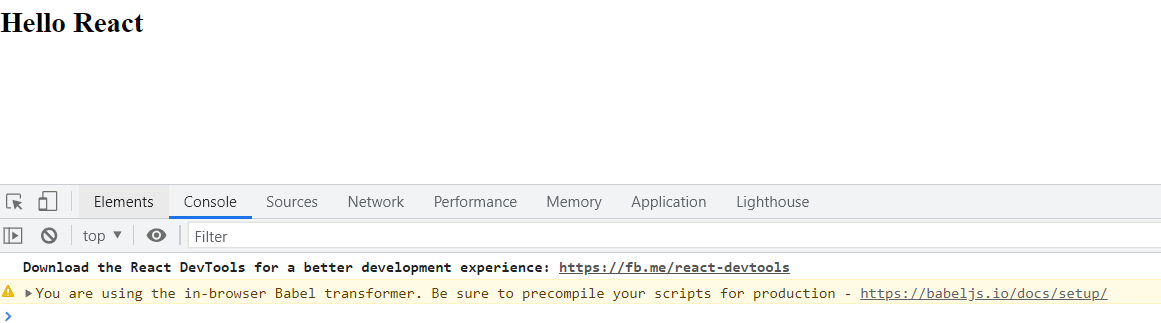 Hello React
Elements Console Sources Network Performance Memory Application Lighthouse
top Filter
Download the React DevTools for a better development experience: https://fb.me/react-devtools
You are using the in-browser Babel transformer. Be sure to precompile your scripts for production - https://babeljs.io/docs/setup/